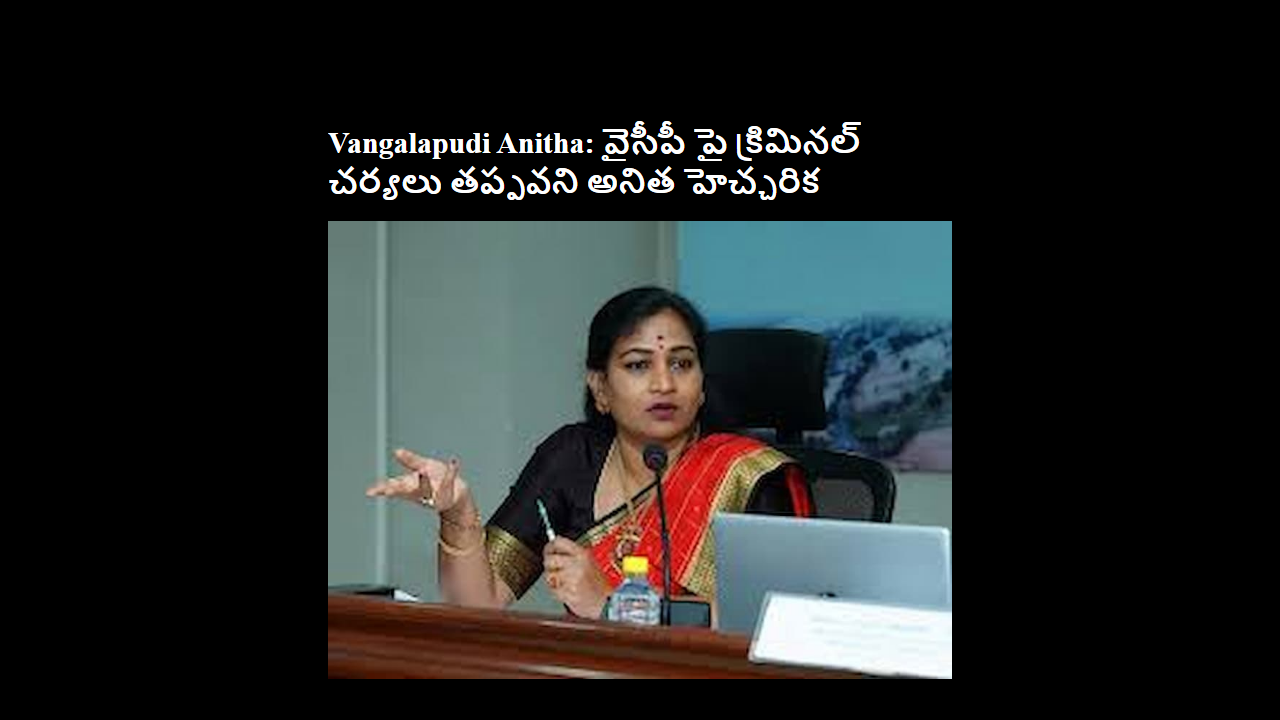 Vangalapudi Anitha: వైసీపీ పై క్రిమినల్
చర్యలు తప్పవని అనిత హెచ్చరిక